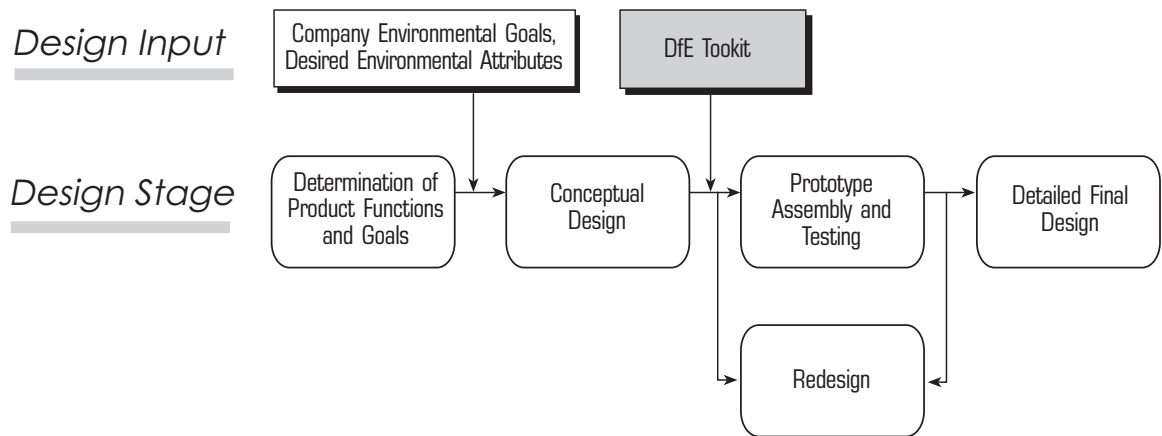 Design Input
Company Environmental Goals,
Desired Environmental Attributes
DfE Tookit
Design Stage
Determination of
Product Functions
and Goals
Conceptual
Design
Prototype
Assembly and
Testing
Detailed Final
Design
Redesign